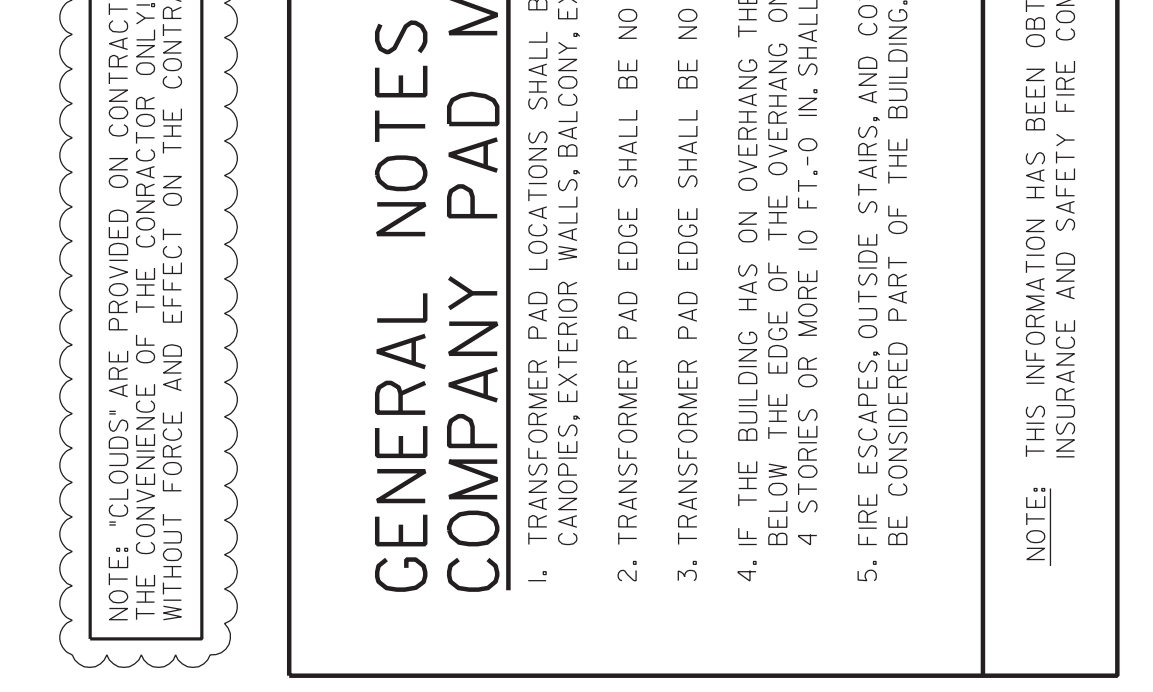 NOTE: "CLOUDS" ARE PROVIDED ON CONTRACT
THE CONVENIENCE OF THE CONRACTOR ONLY!
WITHOUT FORCE AND EFFECT ON THE CONTRA
GENERAL NOTES
COMPANY PAD M
1. TRANSFORMER PAD LOCATIONS SHALL B
CANOPIES, EXTERIOR WALLS, BALCONY, EX
2. TRANSFORMER PAD EDGE SHALL BE NO
3. TRANSFORMER PAD EDGE SHALL BE NO
4. IF THE BUILDING HAS ON OVERHANG THE
BELOW THE EDGE OF THE OVERHANG ON
4 STORIES OR MORE 10 FT.-0 IN. SHALL
5. FIRE ESCAPES, OUTSIDE STAIRS, AND CO
BE CONSIDERED PART OF THE BUILDING.
NOTE: THIS INFORMATION HAS BEEN OBT
INSURANCE AND SAFETY FIRE COM